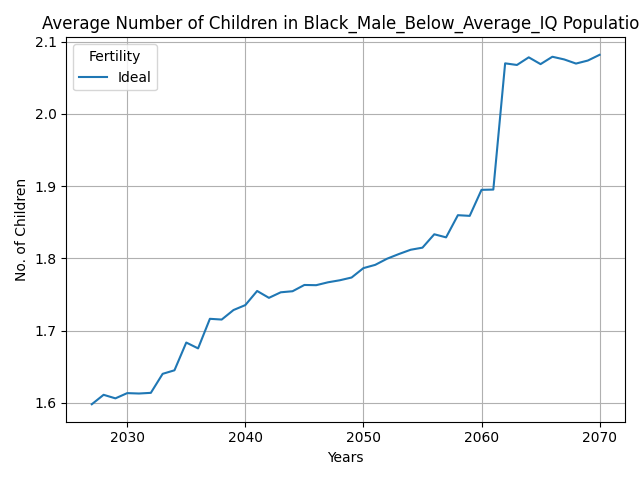 Average Number of Children in Black_Male_Below_Average_IQ Populatio
Fertility
Ideal
No. of Children
2.1
2.0
1.9
1.8
1.7
1.6
2030 2040 2050 2060 2070
Years